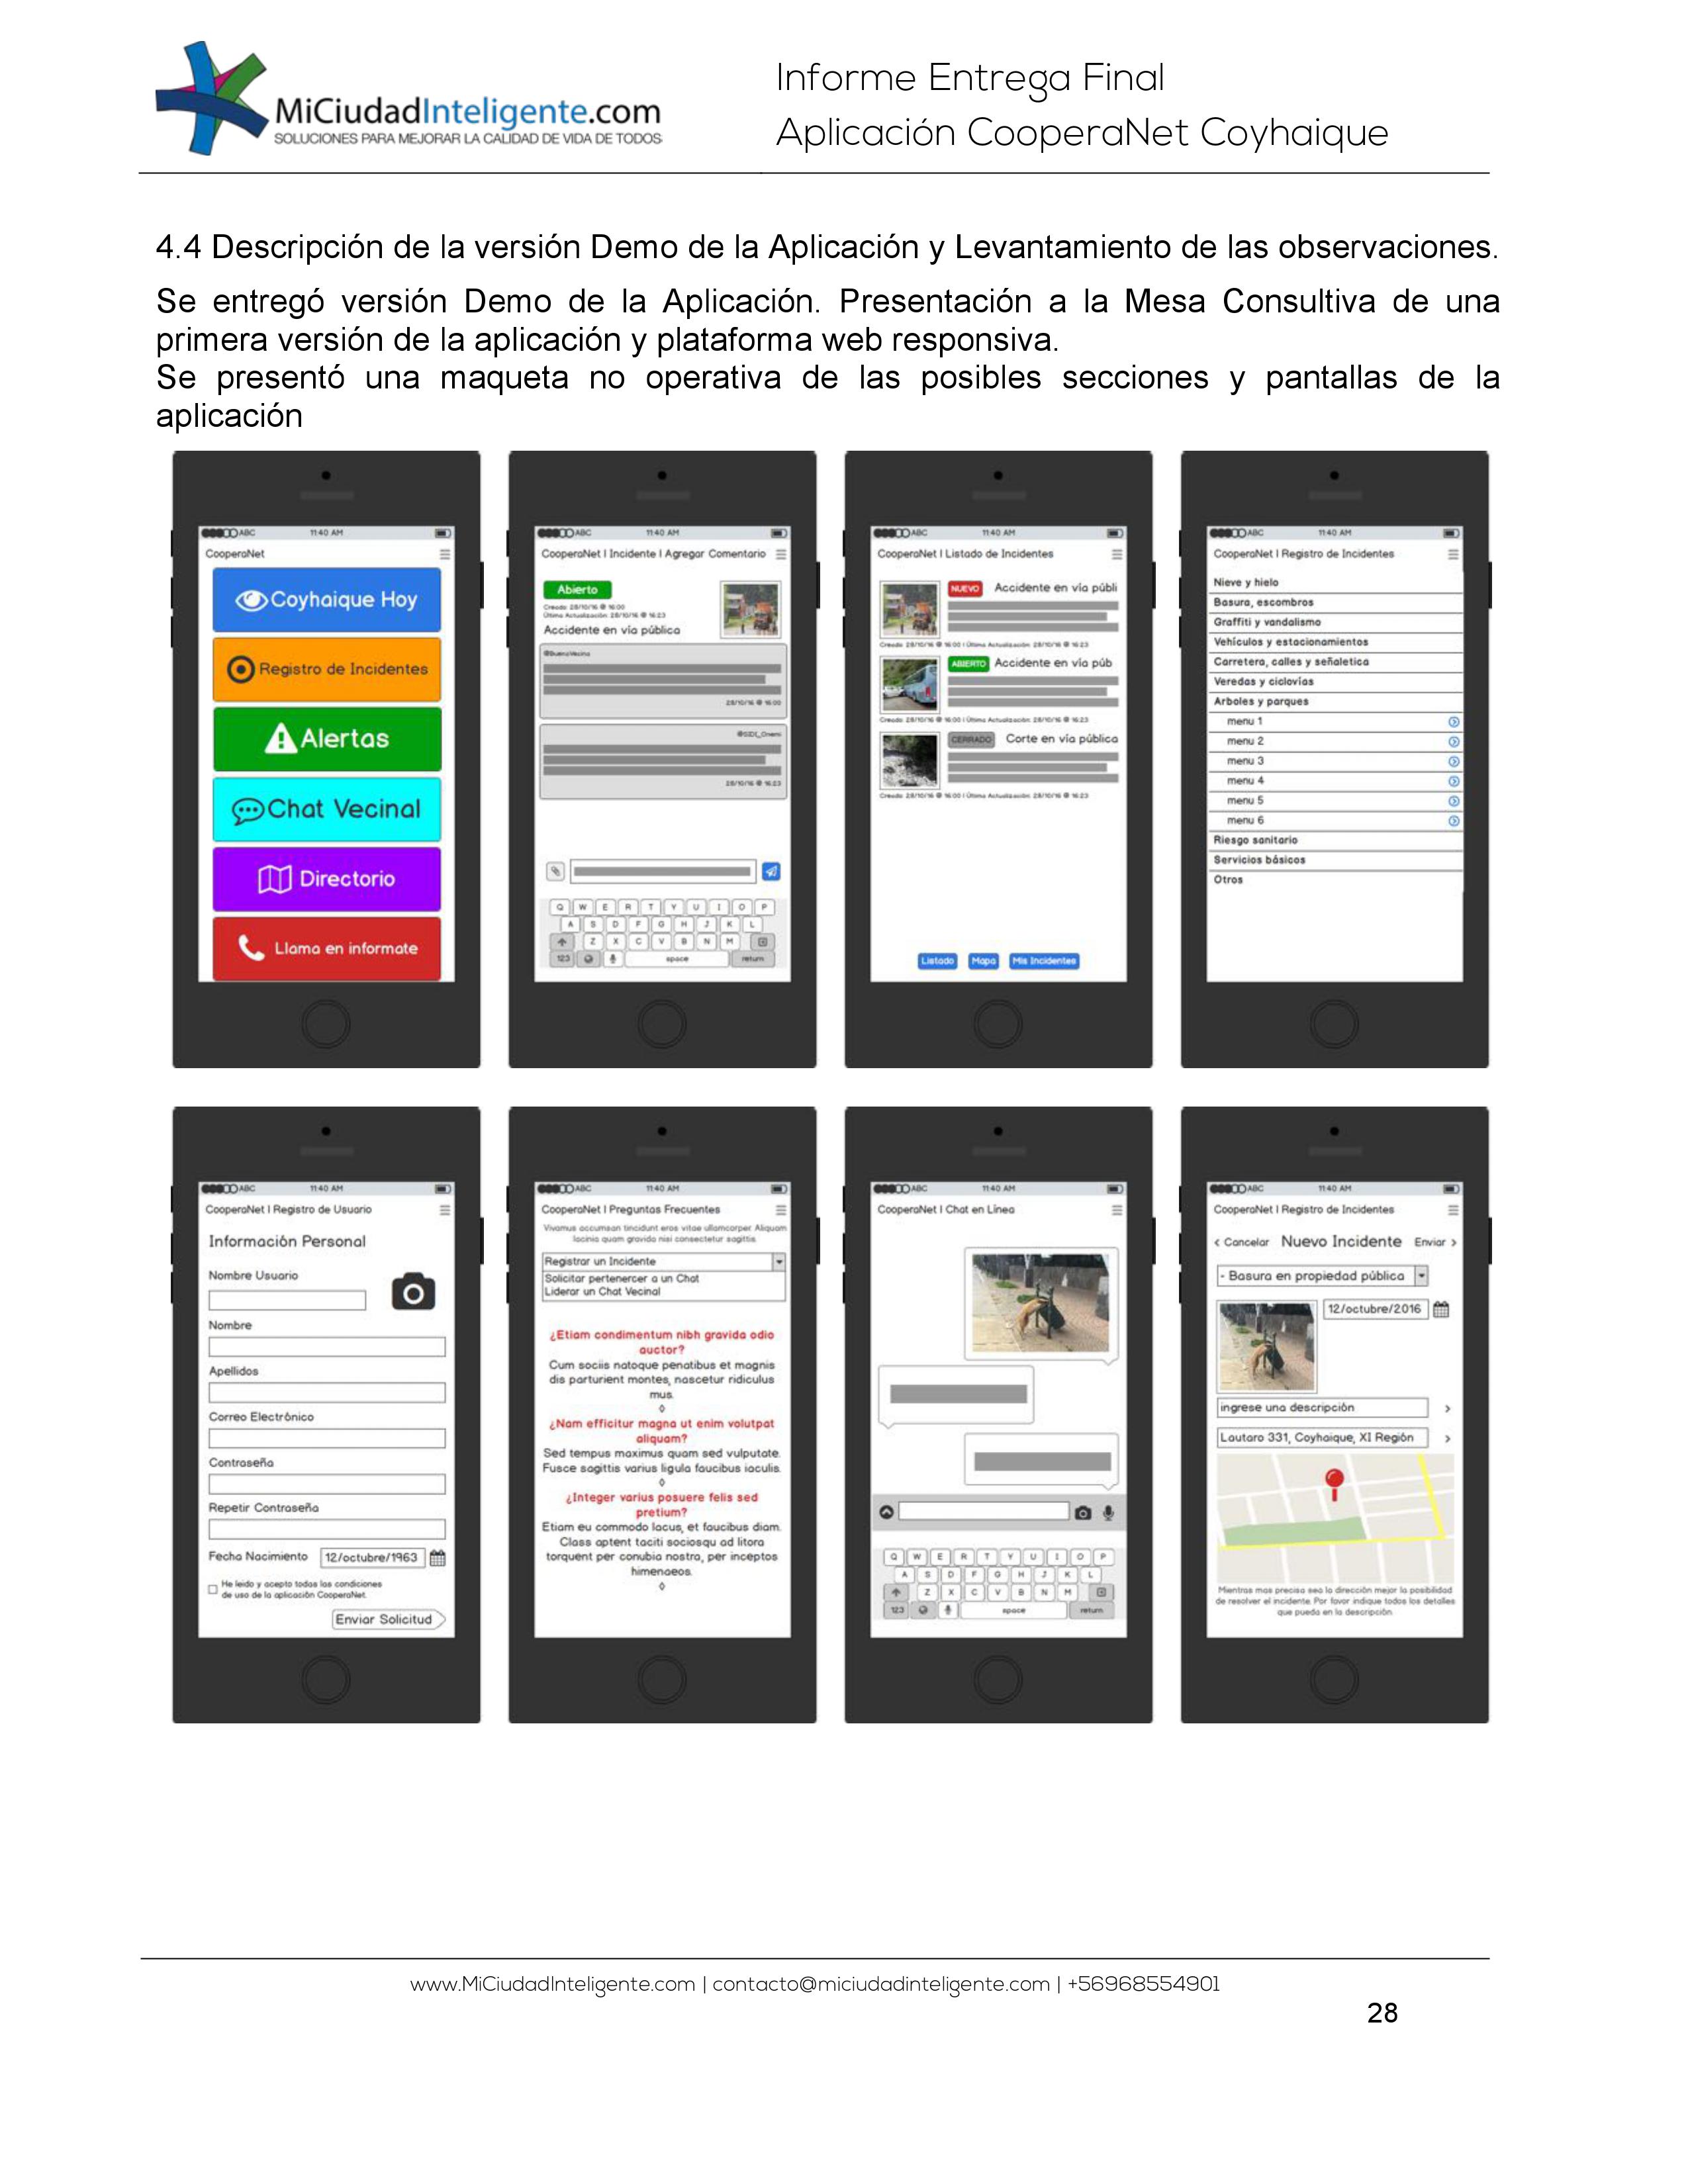 MiCiudadInteligente.com
SOLUCIONES PARA MEJORAR LA CALIDAD DE VIDA DE TODOS
Informe Entrega Final
Aplicación CooperaNet Coyhaique
4.4 Descripción de la versión Demo de la Aplicación y Levantamiento de las observaciones.
Se entregó versión Demo de la Aplicación. Presentación a la Mesa Consultiva de una
primera versión de la aplicación y plataforma web responsiva.
Se presentó una maqueta no operativa de las posibles secciones y pantallas de la
aplicación
ABC 11:40 AM
CooperaNet
Coyhaique Hoy
Registro de Incidentes
Alertas
Chat Vecinal
Directorio
Llama en informate
ABC 11:40 AM
CooperaNet | Incidente | Agregar Comentario
Abierto
Creado: 28/10/16 @ 16:00
Última Actualización: 28/10/16 @ 16:23
Accidente en vía pública
@BuenaVecina
28/10/16 @ 16:00
28/10/16 @ 16:23
Q W E R T Y U I O P
A S D F G H J K L
Z X C V B N M
123 space return
ABC 11:40 AM
CooperaNet | Listado de Incidentes
NUEVO Accidente en vía públi
Creado: 28/10/16 @ 16:00 | Última Actualización: 28/10/16 @ 16:23
ABIERTO Accidente en vía púb
Creado: 28/10/16 @ 16:00 | Última Actualización: 28/10/16 @ 16:23
CERRADO Corte en vía pública
Creado: 28/10/16 @ 16:00 | Última Actualización: 28/10/16 @ 16:23
Listado Mapa Mis Incidentes
ABC 11:40 AM
CooperaNet | Registro de Incidentes
Nieve y hielo
Basura, escombros
Graffiti y vandalismo
Vehículos y estacionamientos
Carretera, calles y señaletica
Veredas y ciclovías
Arboles y parques
menu 1
menu 2
menu 3
menu 4
menu 5
menu 6
Riesgo sanitario
Servicios básicos
Otros
ABC 11:40 AM
CooperaNet | Registro de Usuario
Información Personal
Nombre Usuario
Nombre
Apellidos
Correo Electrónico
Contraseña
Repetir Contraseña
Fecha Nacimiento 12/octubre/1963
He leido y acepto todas las condiciones
de uso de la aplicación CooperaNet.
Enviar Solicitud
ABC 11:40 AM
CooperaNet | Preguntas Frecuentes
Vivamus accumsan tincidunt eros vitae ullamcorper. Aliquam
lacinia quam gravida nisi consectetur sagittis.
Registrar un Incidente
Solicitar pertenercer a un Chat
Liderar un Chat Vecinal
¿Etiam condimentum nibh gravida odio
auctor?
Cum sociis natoque penatibus et magnis
dis parturient montes, nascetur ridiculus
mus.
◊
¿Nam efficitur magna ut enim volutpat
aliquam?
Sed tempus maximus quam sed vulputate.
Fusce sagittis varius ligula faucibus iaculis.
◊
¿Integer varius posuere felis sed
pretium?
Etiam eu commodo lacus, et faucibus diam.
Class aptent taciti sociosqu ad litora
torquent per conubia nostra, per inceptos
himenaeos.
◊
ABC 11:40 AM
CooperaNet | Chat en Línea
Q W E R T Y U I O P
A S D F G H J K L
Z X C V B N M
123 space return
ABC 11:40 AM
CooperaNet | Registro de Incidentes
< Cancelar Nuevo Incidente Enviar >
- Basura en propiedad pública
12/octubre/2016
ingrese una descripción >
Lautaro 331, Coyhaique, XI Región >
Mientras mas precisa sea la dirección mejor la posibilidad
de resolver el incidente. Por favor indique todos los detalles
que pueda en la descripción.
www.MiCiudadInteligente.com | contacto@miciudadinteligente.com | +56968554901
28